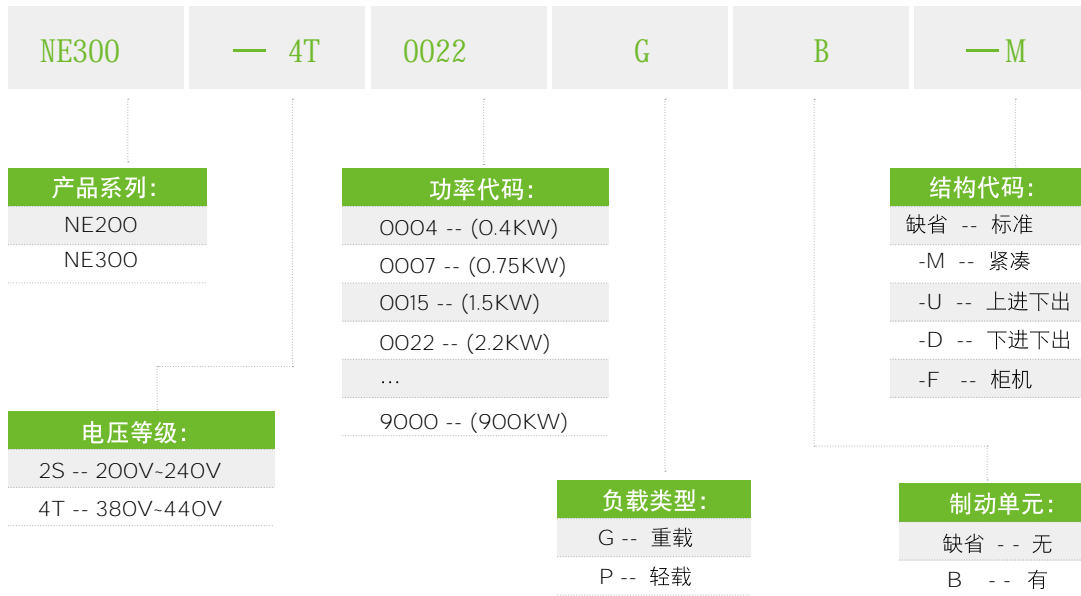 NE300 — 4T 0022 G B —M
产品系列:
NE200
NE300
电压等级:
2S -- 200V~240V
4T -- 380V~440V
功率代码:
0004 -- (0.4KW)
0007 -- (0.75KW)
0015 -- (1.5KW)
0022 -- (2.2KW)
...
9000 -- (900KW)
负载类型:
G -- 重载
P -- 轻载
结构代码:
缺省 -- 标准
-M -- 紧凑
-U -- 上进下出
-D -- 下进下出
-F -- 柜机
制动单元:
缺省 - - 无
B - - 有